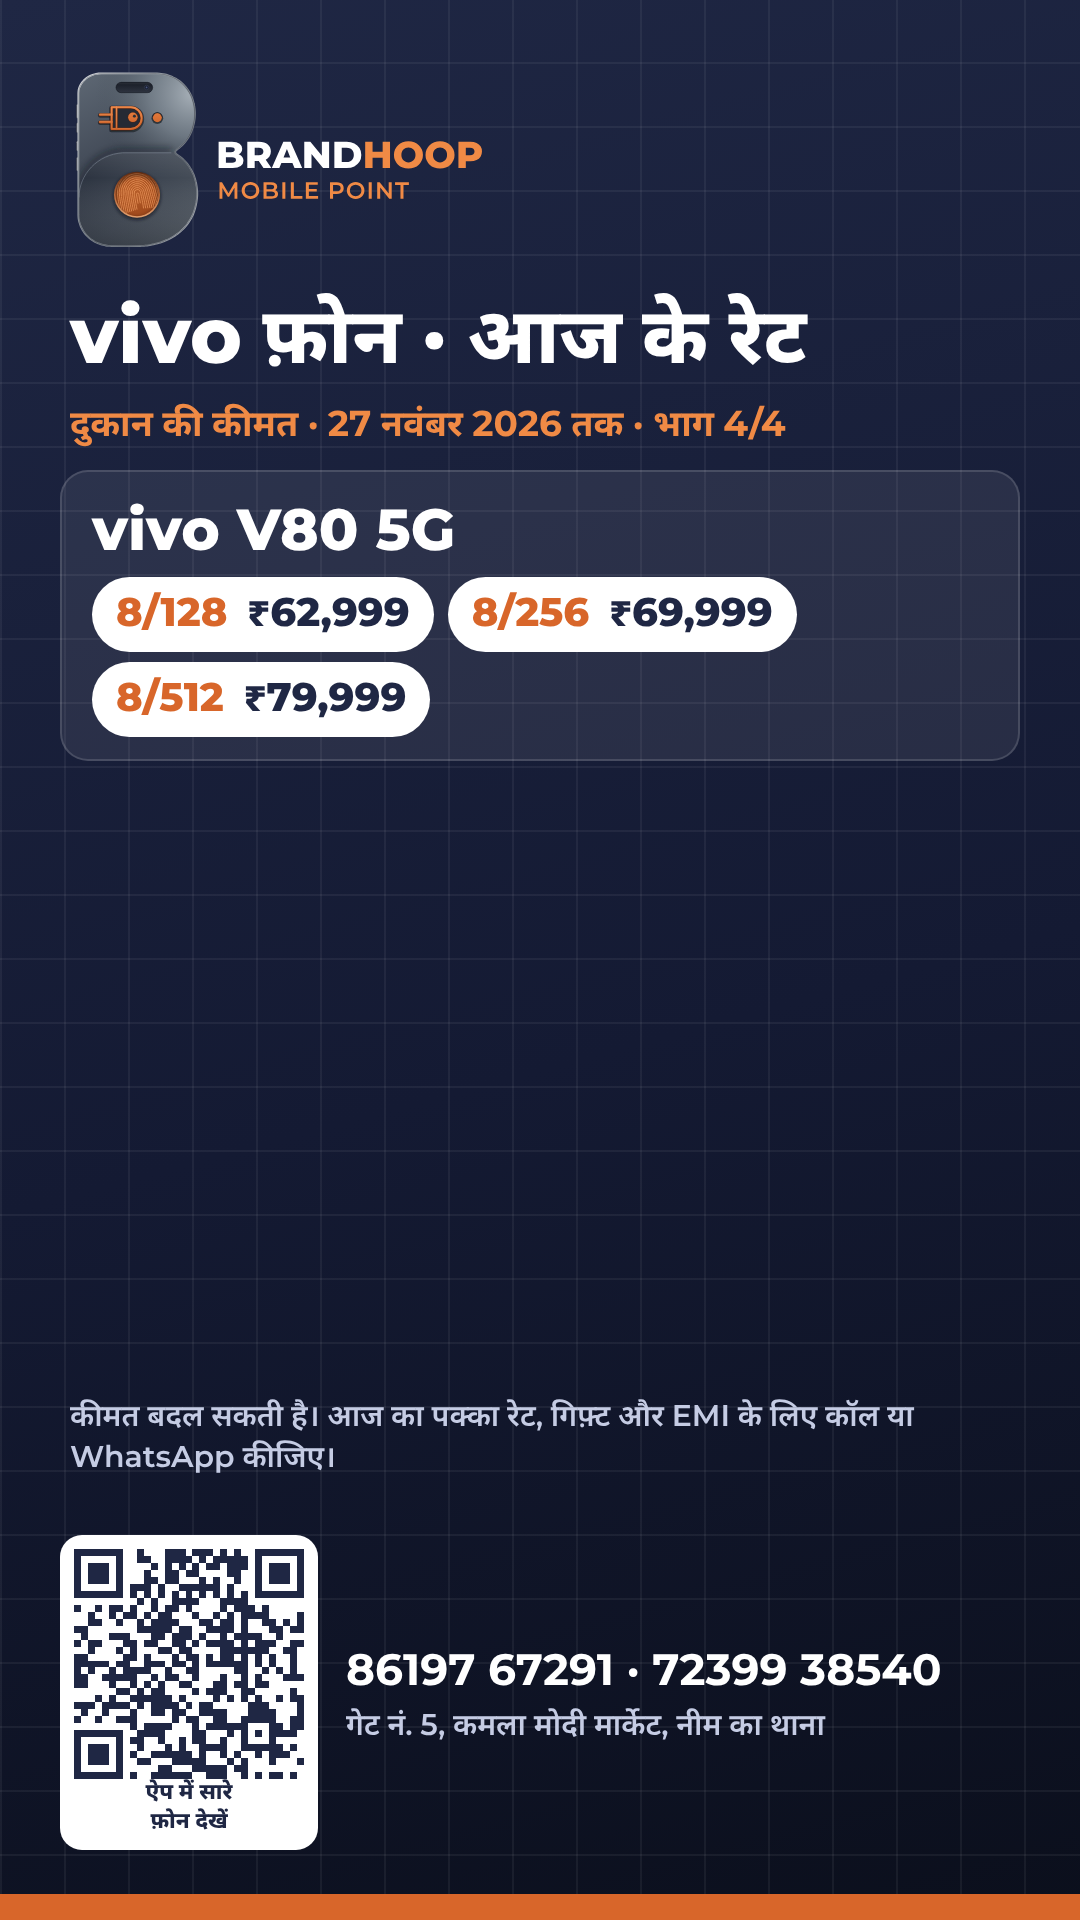 BRANDHOOP
MOBILE POINT
vivo फ़ोन · आज के रेट
दुकान की कीमत · 27 नवंबर 2026 तक · भाग 4/4
vivo V80 5G
8/128 ₹62,999 8/256 ₹69,999
8/512 ₹79,999
कीमत बदल सकती है। आज का पक्का रेट, गिफ़्ट और EMI के लिए कॉल या
WhatsApp कीजिए।
86197 67291 · 72399 38540
गेट नं. 5, कमला मोदी मार्केट, नीम का थाना
ऐप में सारे
फ़ोन देखें